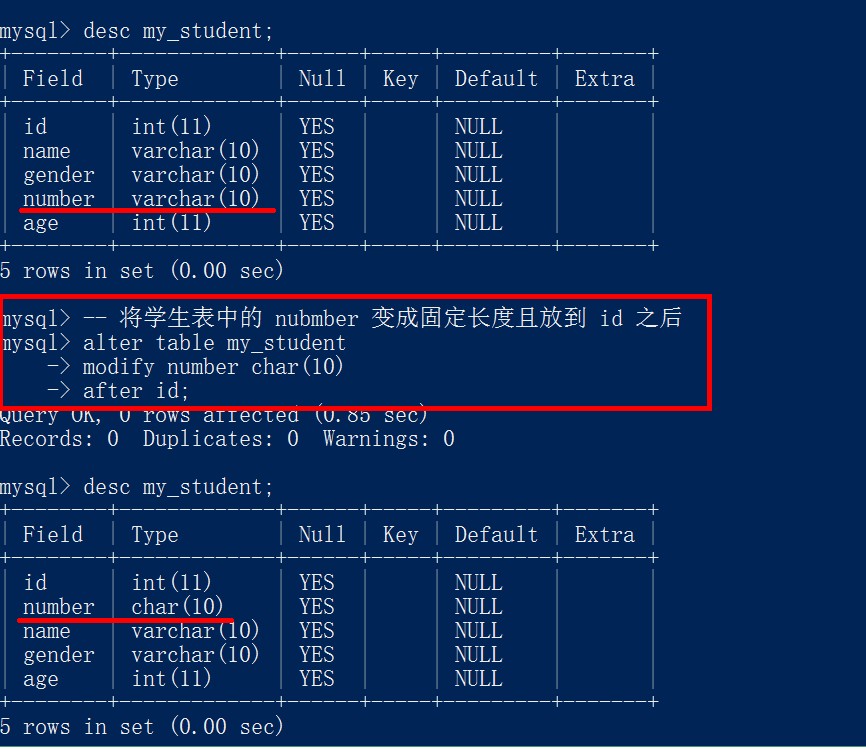 mysql> desc my_student;
+--------+-------------+------+-----+---------+-------+
| Field | Type | Null | Key | Default | Extra |
+--------+-------------+------+-----+---------+-------+
| id | int(11) | YES | | NULL | |
| name | varchar(10) | YES | | NULL | |
| gender | varchar(10) | YES | | NULL | |
| number | varchar(10) | YES | | NULL | |
| age | int(11) | YES | | NULL | |
+--------+-------------+------+-----+---------+-------+
5 rows in set (0.00 sec)
mysql> -- 将学生表中的 nubmber 变成固定长度且放到 id 之后
mysql> alter table my_student
-> modify number char(10)
-> after id;
Query OK, 0 rows affected (0.85 sec)
Records: 0 Duplicates: 0 Warnings: 0
mysql> desc my_student;
+--------+-------------+------+-----+---------+-------+
| Field | Type | Null | Key | Default | Extra |
+--------+-------------+------+-----+---------+-------+
| id | int(11) | YES | | NULL | |
| number | char(10) | YES | | NULL | |
| name | varchar(10) | YES | | NULL | |
| gender | varchar(10) | YES | | NULL | |
| age | int(11) | YES | | NULL | |
+--------+-------------+------+-----+---------+-------+
5 rows in set (0.00 sec)